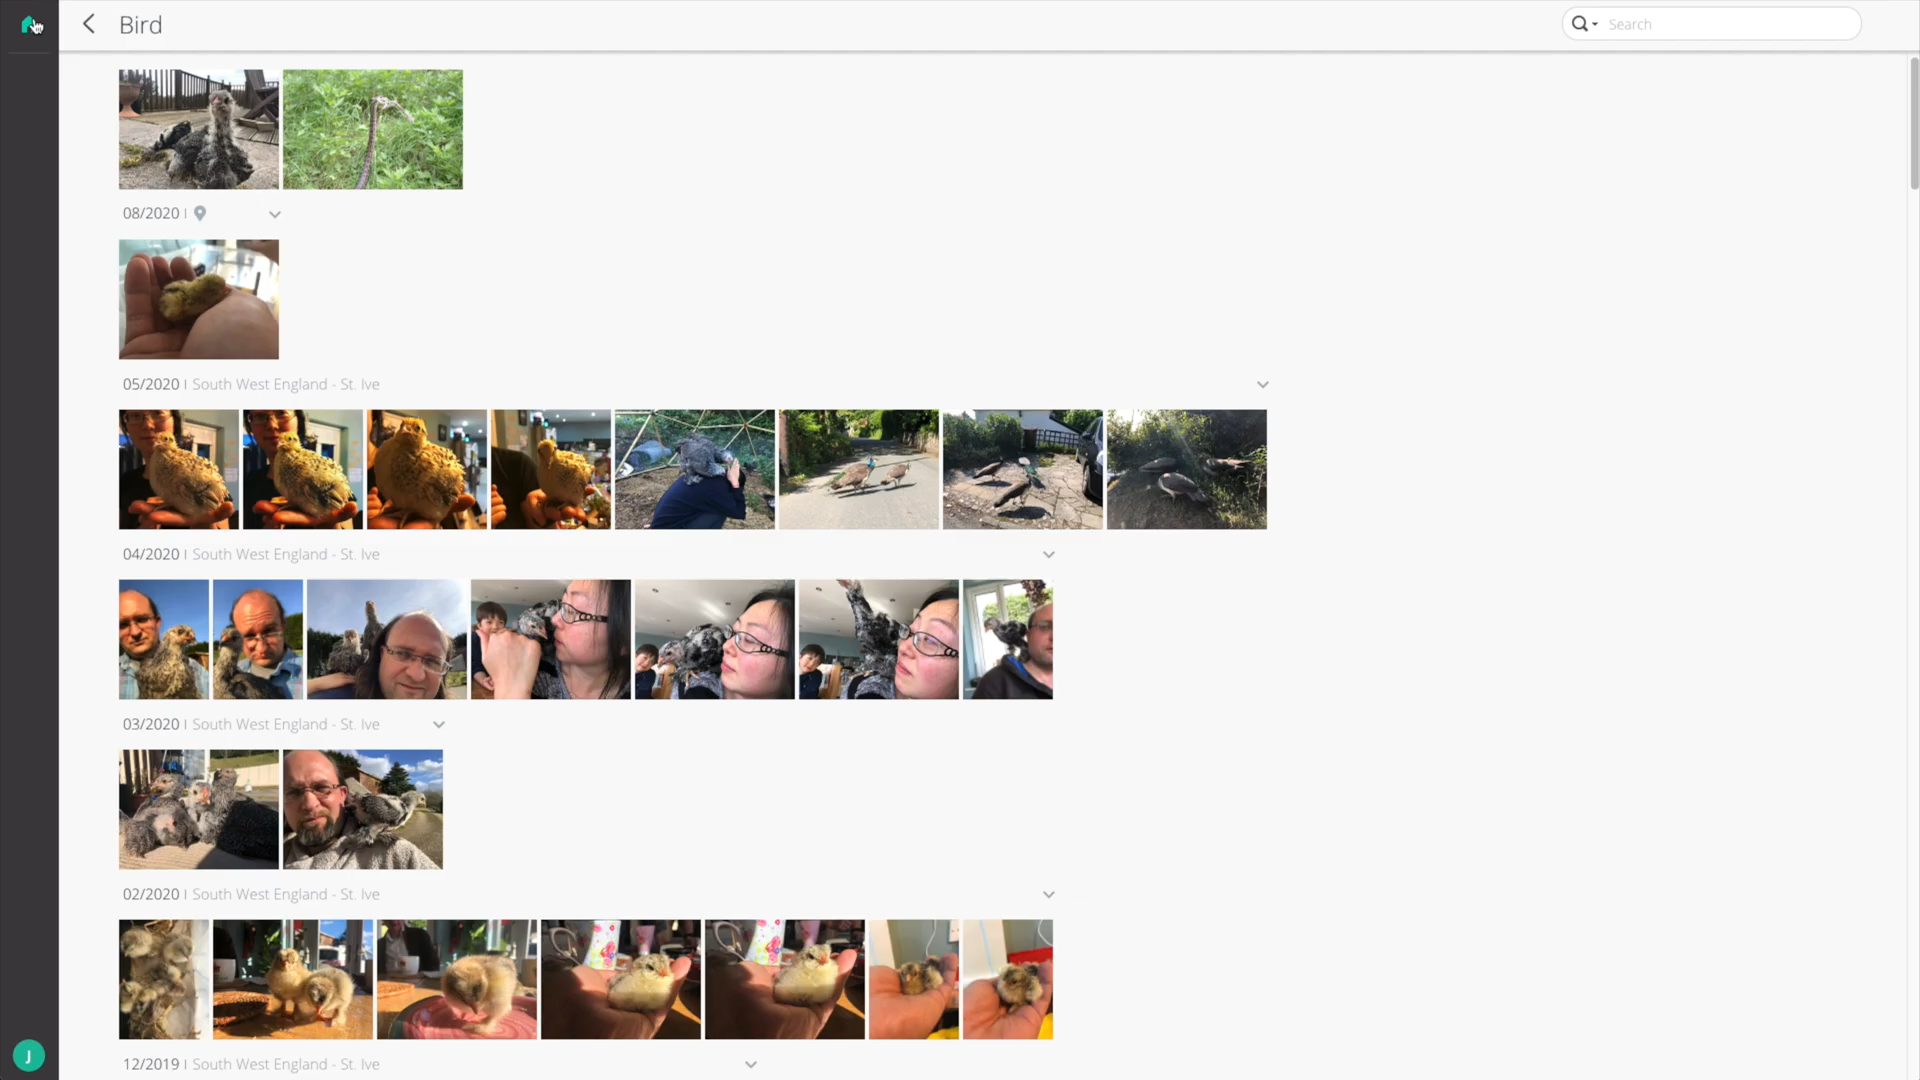 Bird
Search
08/2020 |
05/2020 | South West England - St. Ive
04/2020 | South West England - St. Ive
03/2020 | South West England - St. Ive
02/2020 | South West England - St. Ive
12/2019 | South West England - St. Ive
J